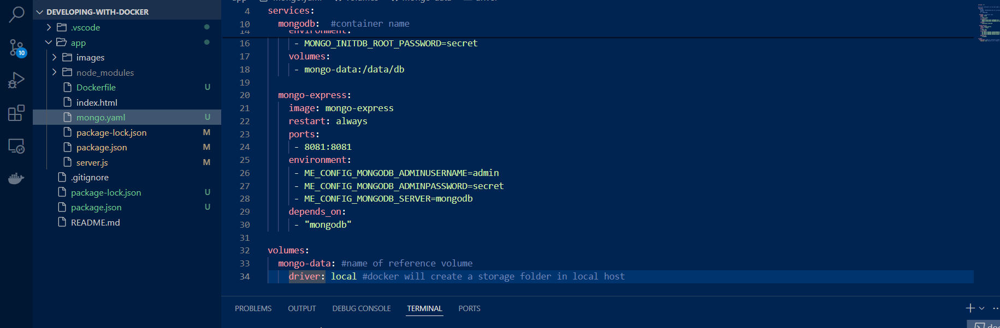 DEVELOPING-WITH-DOCKER
.vscode
app
images
node_modules
Dockerfile U
index.html
mongo.yaml U
package-lock.json M
package.json M
server.js M
.gitignore
package-lock.json U
package.json U
README.md
10
4 services:
10 mongodb: #container name
14 environment:
16 - MONGO_INITDB_ROOT_PASSWORD=secret
17 volumes:
18 - mongo-data:/data/db
19
20 mongo-express:
21 image: mongo-express
22 restart: always
23 ports:
24 - 8081:8081
25 environment:
26 - ME_CONFIG_MONGODB_ADMINUSERNAME=admin
27 - ME_CONFIG_MONGODB_ADMINPASSWORD=secret
28 - ME_CONFIG_MONGODB_SERVER=mongodb
29 depends_on:
30 - "mongodb"
31
32 volumes:
33 mongo-data: #name of reference volume
34 driver: local #docker will create a storage folder in local host
PROBLEMS OUTPUT DEBUG CONSOLE TERMINAL PORTS